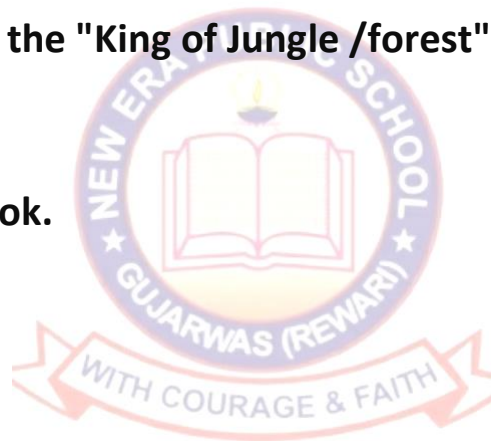 the "King of Jungle /forest"
ok.
NEW ERA PUBLIC SCHOOL
★ GUJARWAS (REWARI) ★
WITH COURAGE & FAITH